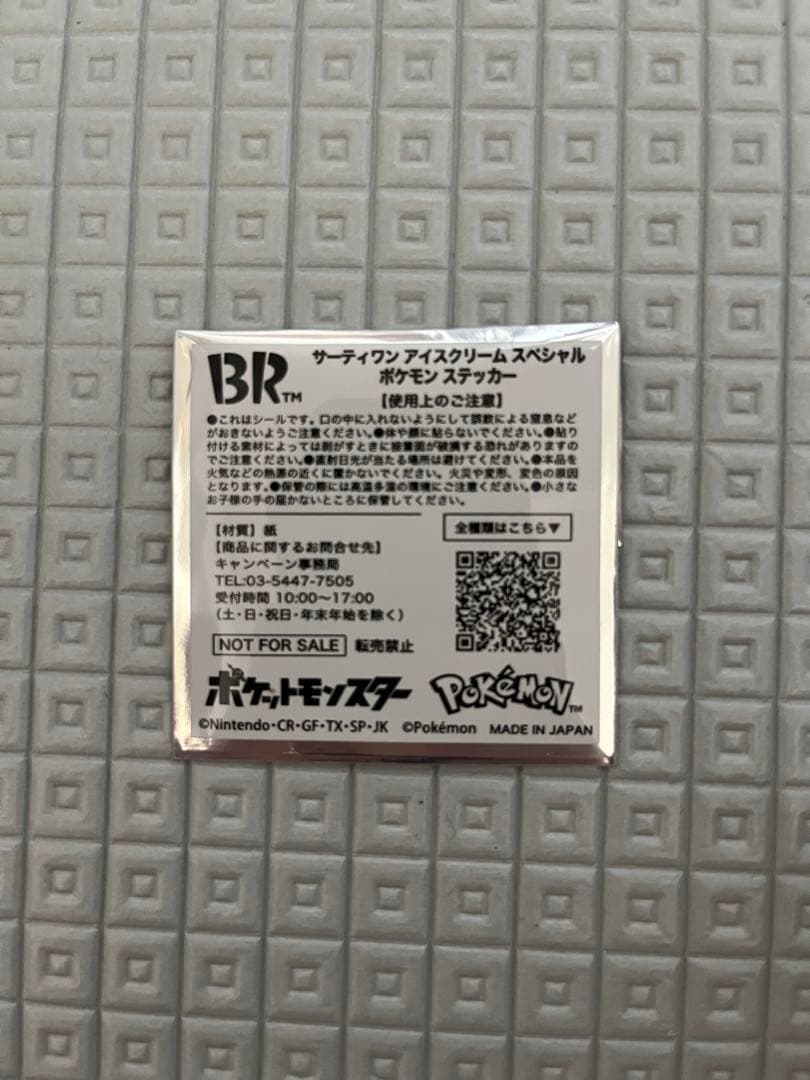 BR™
サーティワン アイスクリーム スペシャル
ポケモン ステッカー
【使用上のご注意】
●これはシールです。口の中に入れないようにして誤飲による窒息など
がおきないようご注意ください。●体や顔に貼らないでください。●貼り
付ける素材によっては剥がすときに接着面が破損する恐れがありますの
でご注意ください。●直射日光が当たる場所は避けてください。●本品を
火気などの熱源の近くに置かないでください。火災や変形、変色の原因
となります。●保管の際には高温多湿の環境にご注意ください。●小さな
お子様の手の届かないところに保管してください。
【材質】紙
【商品に関するお問合せ先】
キャンペーン事務局
TEL:03-5447-7505
受付時間 10:00〜17:00
(土・日・祝日・年末年始を除く)
全種類はこちら▼
NOT FOR SALE 転売禁止
ポケットモンスター POKéMON™
©Nintendo・CR・GF・TX・SP・JK ©Pokémon MADE IN JAPAN